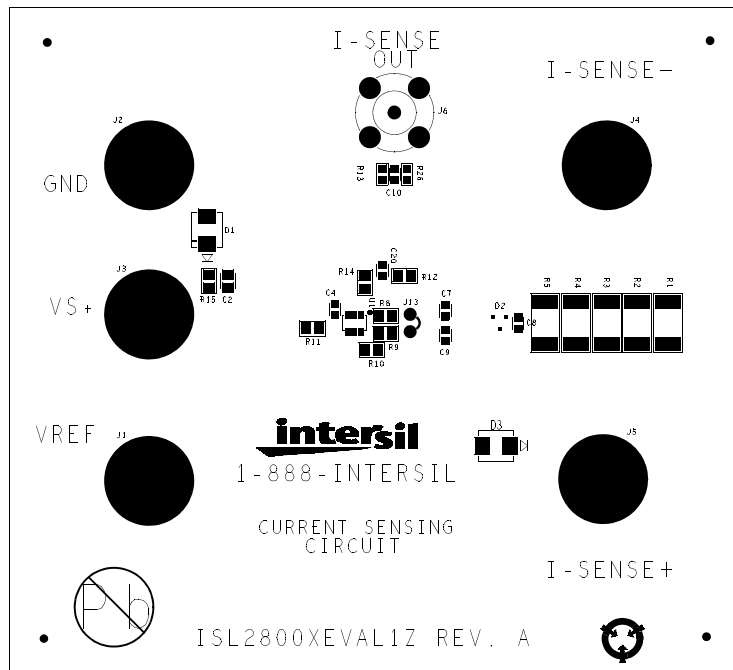 I-SENSE
OUT
I-SENSE-
J2
J6
J4
GND
R13
C10
R26
D1
J3
VS+
R15
C2
R14
C20
R12
C4
U1
R8
J13
C7
R11
R9
R10
C9
D2
C8
R5
R4
R3
R2
R1
VREF
J1
intersil
D3
J5
1-888-INTERSIL
CURRENT SENSING
CIRCUIT
I-SENSE+
Pb
ISL2800XEVAL1Z REV. A